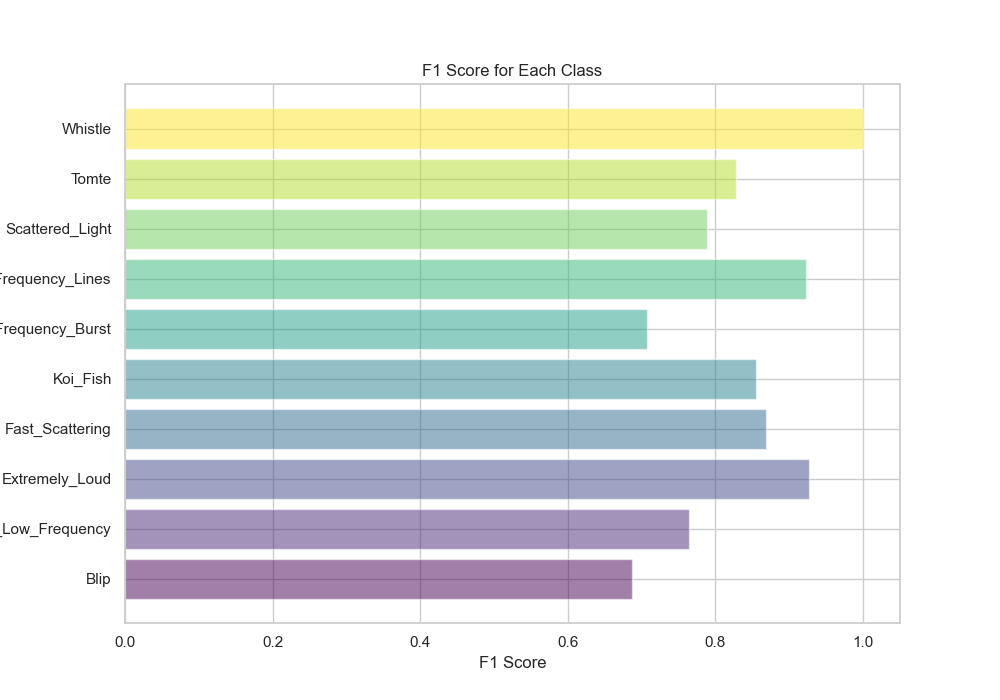 F1 Score for Each Class
Whistle
Tomte
Scattered_Light
Frequency_Lines
Frequency_Burst
Koi_Fish
Fast_Scattering
Extremely_Loud
_Low_Frequency
Blip
0.0 0.2 0.4 0.6 0.8 1.0
F1 Score